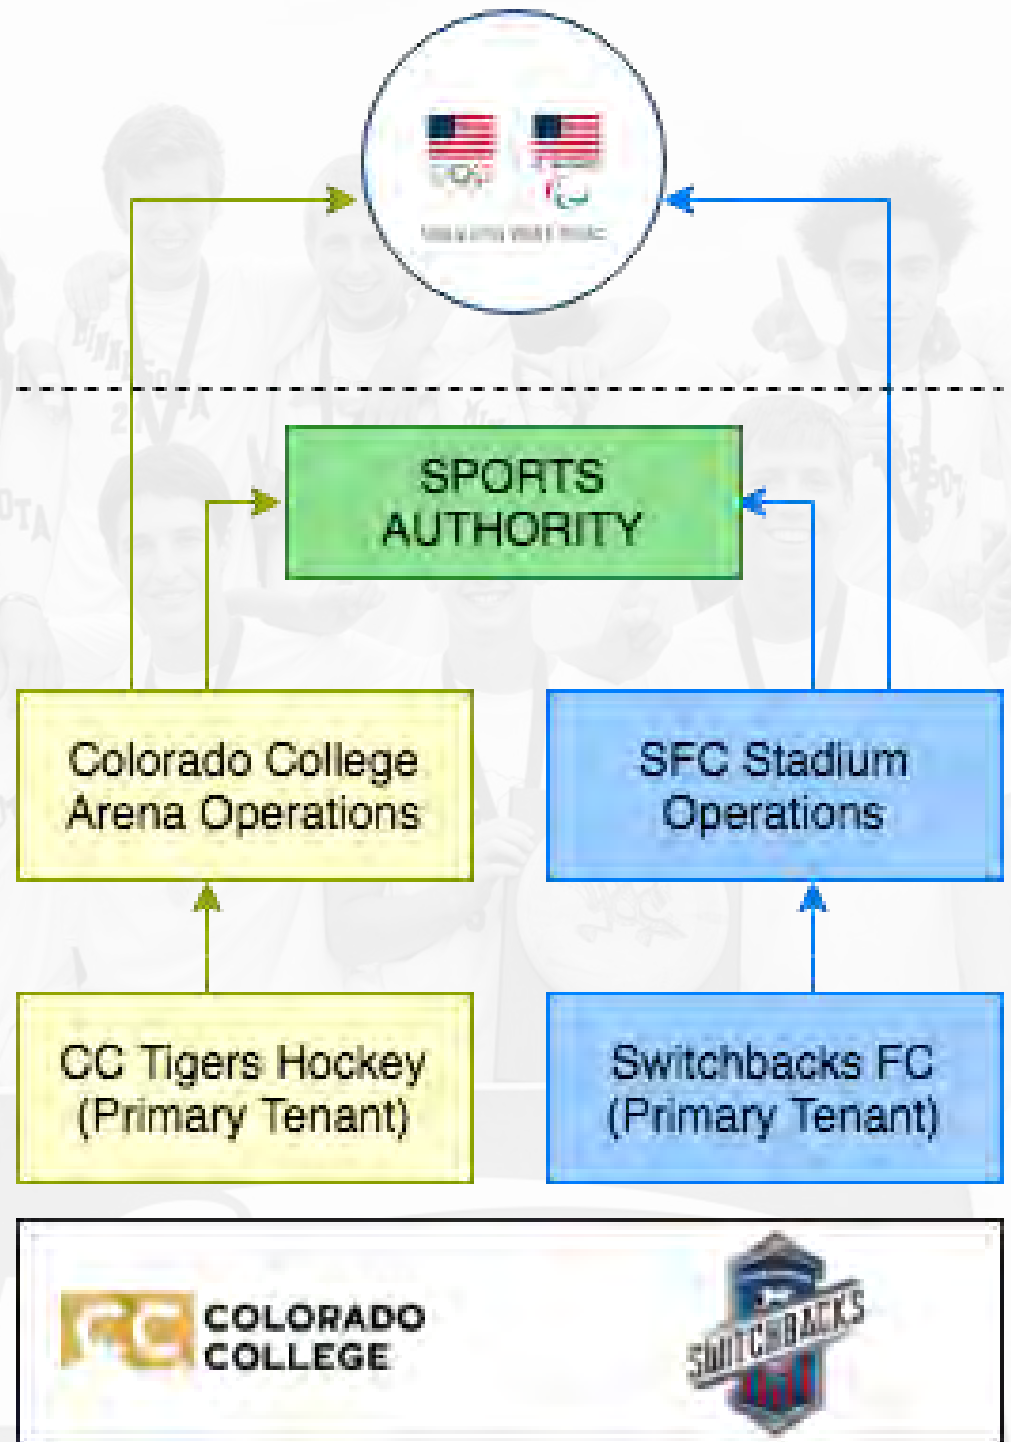 SPORTS
AUTHORITY
Colorado College
Arena Operations
SFC Stadium
Operations
CC Tigers Hockey
(Primary Tenant)
Switchbacks FC
(Primary Tenant)
CC
COLORADO
COLLEGE
SWITCHBACKS